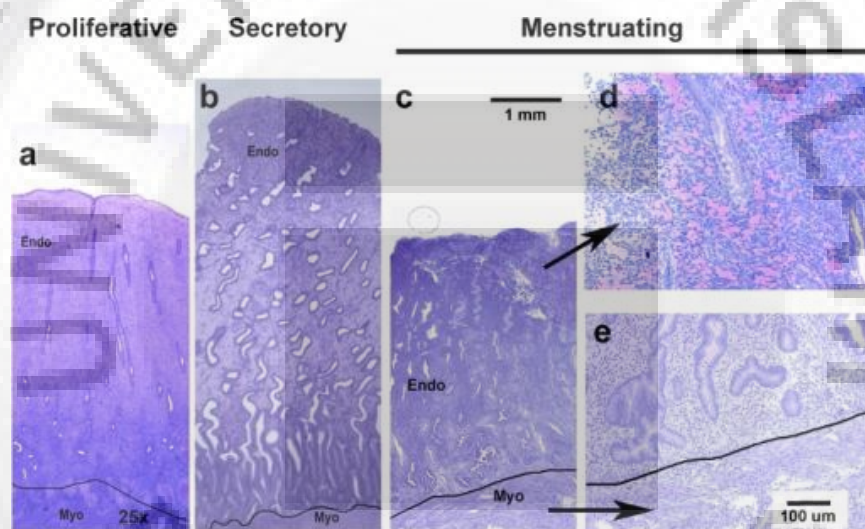 Proliferative Secretory Menstruating
a b c d
1 mm
Endo
Endo
Endo
e
Myo
Myo 25x Myo
100 um